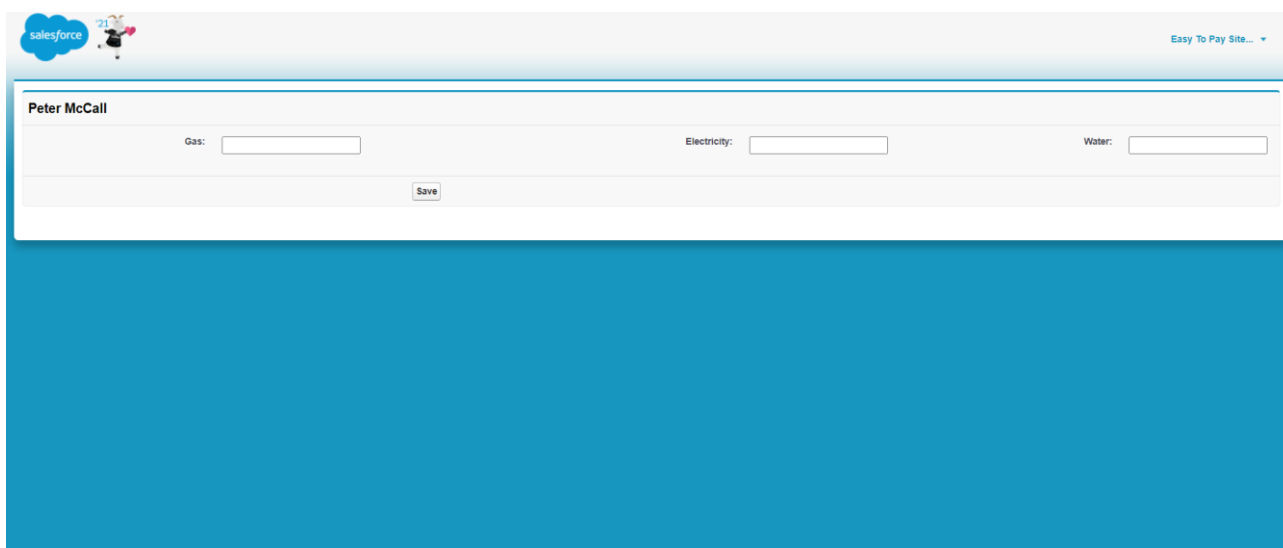 salesforce
'21
Easy To Pay Site...
Peter McCall
Gas:
Electricity:
Water:
Save